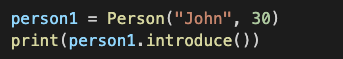 person1 = Person("John", 30)
print(person1.introduce())